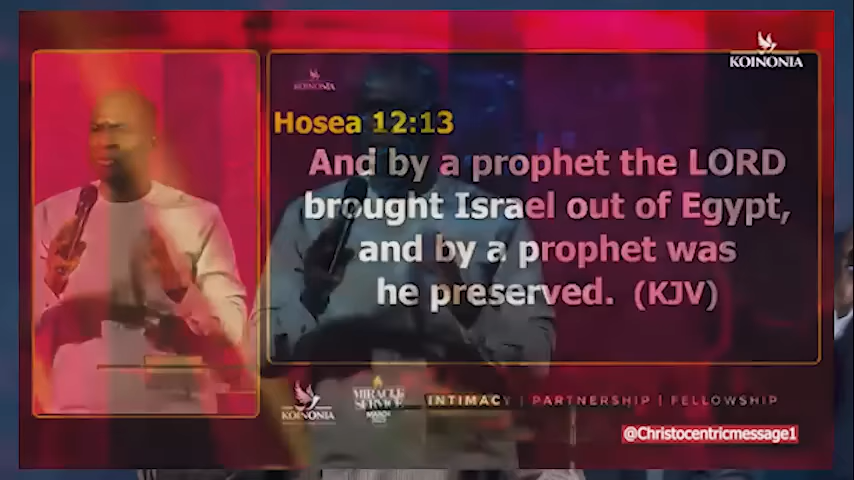 KOINONIA
KOINONIA
Hosea 12:13
And by a prophet the LORD
brought Israel out of Egypt,
and by a prophet was
he preserved. (KJV)
KOINONIA
MIRACLE
SERVICE
MARCH
INTIMACY | PARTNERSHIP | FELLOWSHIP
@Christocentricmessage1